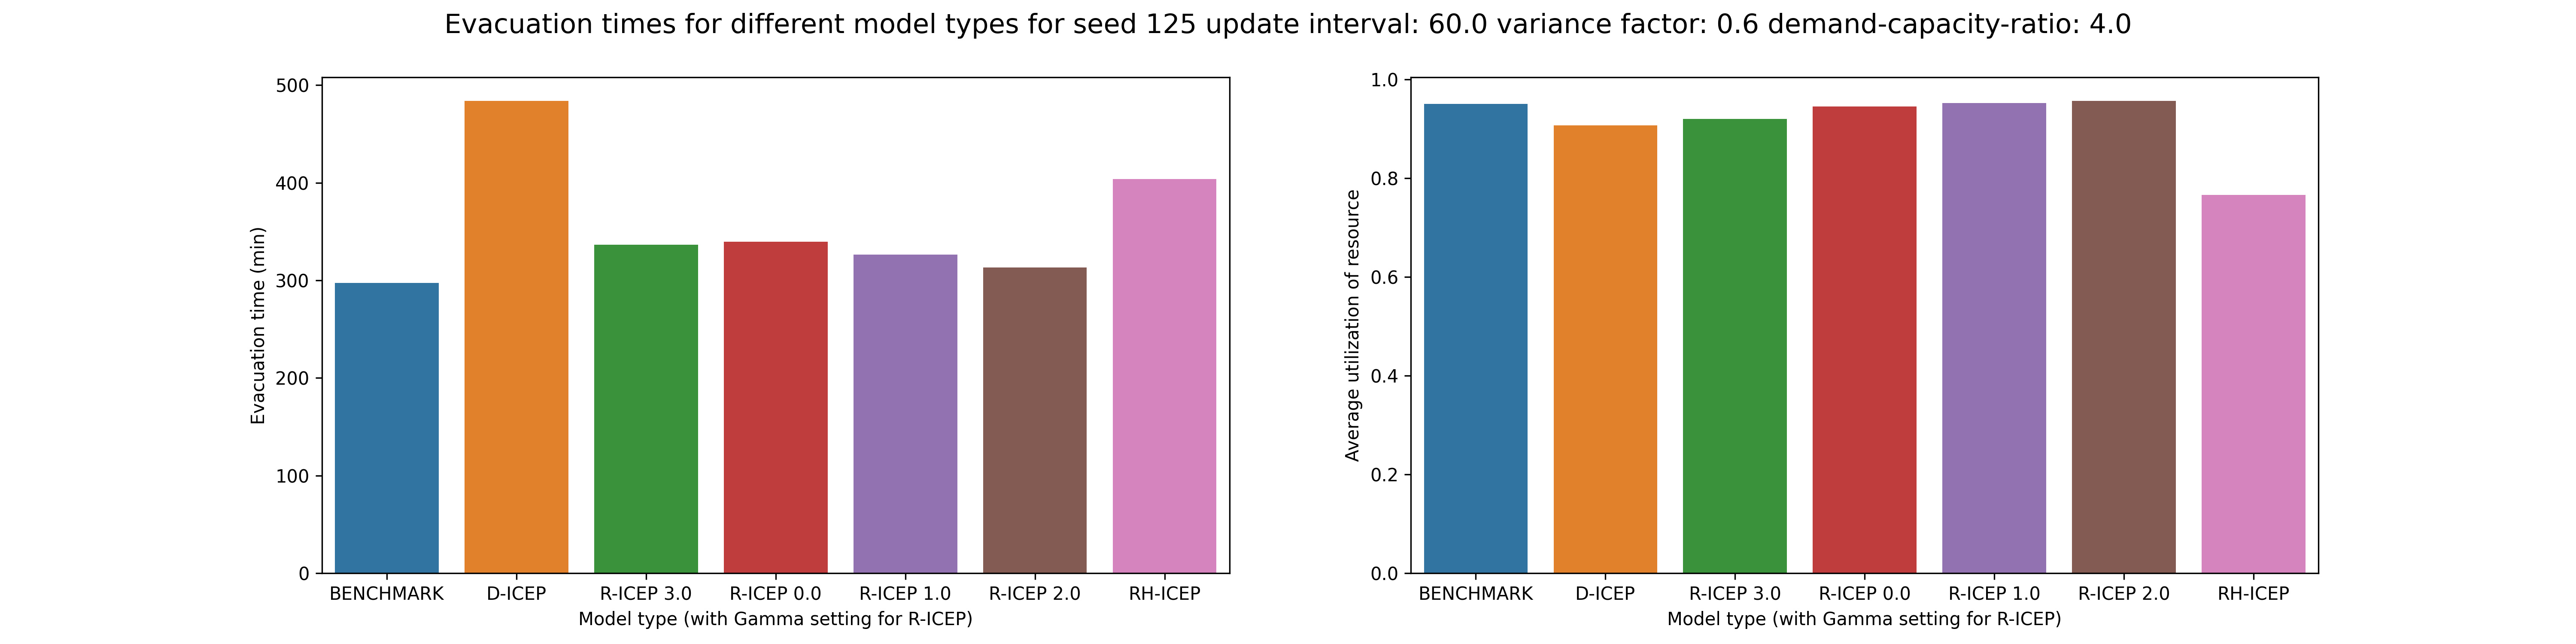 Evacuation times for different model types for seed 125 update interval: 60.0 variance factor: 0.6 demand-capacity-ratio: 4.0
Evacuation time (min)
500
400
300
200
100
0
BENCHMARK D-ICEP R-ICEP 3.0 R-ICEP 0.0 R-ICEP 1.0 R-ICEP 2.0 RH-ICEP
Model type (with Gamma setting for R-ICEP)
Average utilization of resource
1.0
0.8
0.6
0.4
0.2
0.0
BENCHMARK D-ICEP R-ICEP 3.0 R-ICEP 0.0 R-ICEP 1.0 R-ICEP 2.0 RH-ICEP
Model type (with Gamma setting for R-ICEP)